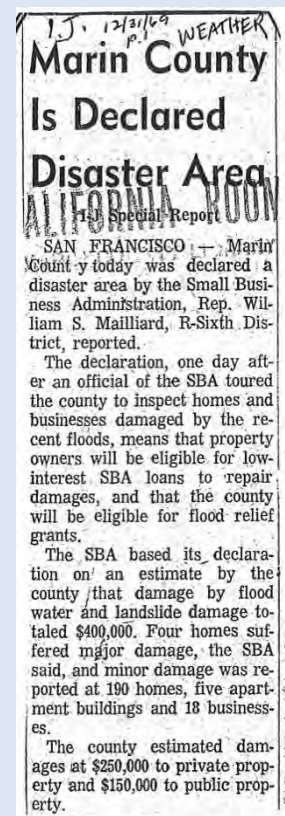 I.J. 12/31/69 WEATHER
p.1
Marin County
Is Declared
Disaster Area
CALIFORNIA ROOM
I-J Special Report
SAN FRANCISCO — Marin
Count y today was declared a
disaster area by the Small Busi-
ness Administration, Rep. Wil-
liam S. Mailliard, R-Sixth Dis-
trict, reported.
The declaration, one day aft-
er an official of the SBA toured
the county to inspect homes and
businesses damaged by the re-
cent floods, means that property
owners will be eligible for low-
interest SBA loans to repair
damages, and that the county
will be eligible for flood relief
grants.
The SBA based its declara-
tion on an estimate by the
county that damage by flood
water and landslide damage to-
taled $400,000. Four homes suf-
fered major damage, the SBA
said, and minor damage was re-
ported at 190 homes, five apart-
ment buildings and 18 business-
es.
The county estimated dam-
ages at $250,000 to private prop-
erty and $150,000 to public prop-
erty.